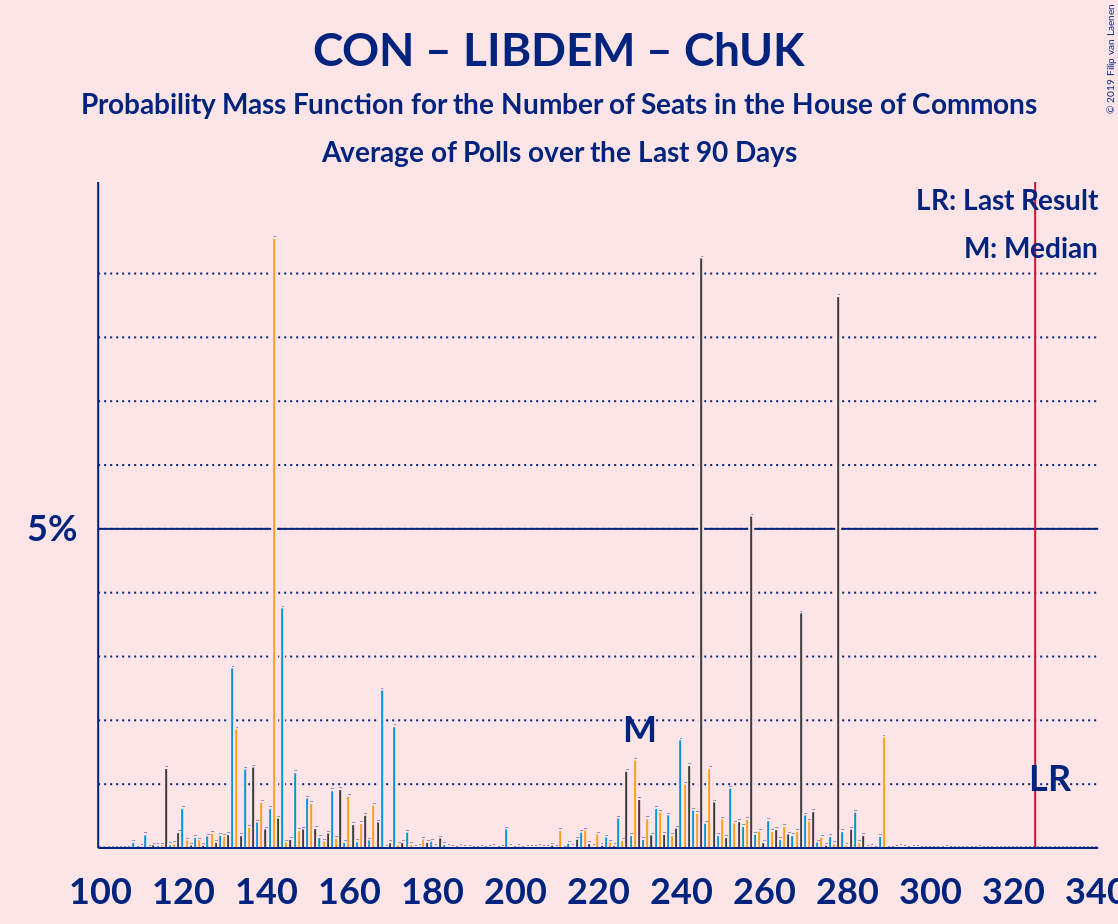 CON – LIBDEM – ChUK
Probability Mass Function for the Number of Seats in the House of Commons
Average of Polls over the Last 90 Days
© 2019 Filip van Laenen
LR: Last Result
M: Median
5%
M
LR
100 120 140 160 180 200 220 240 260 280 300 320 340